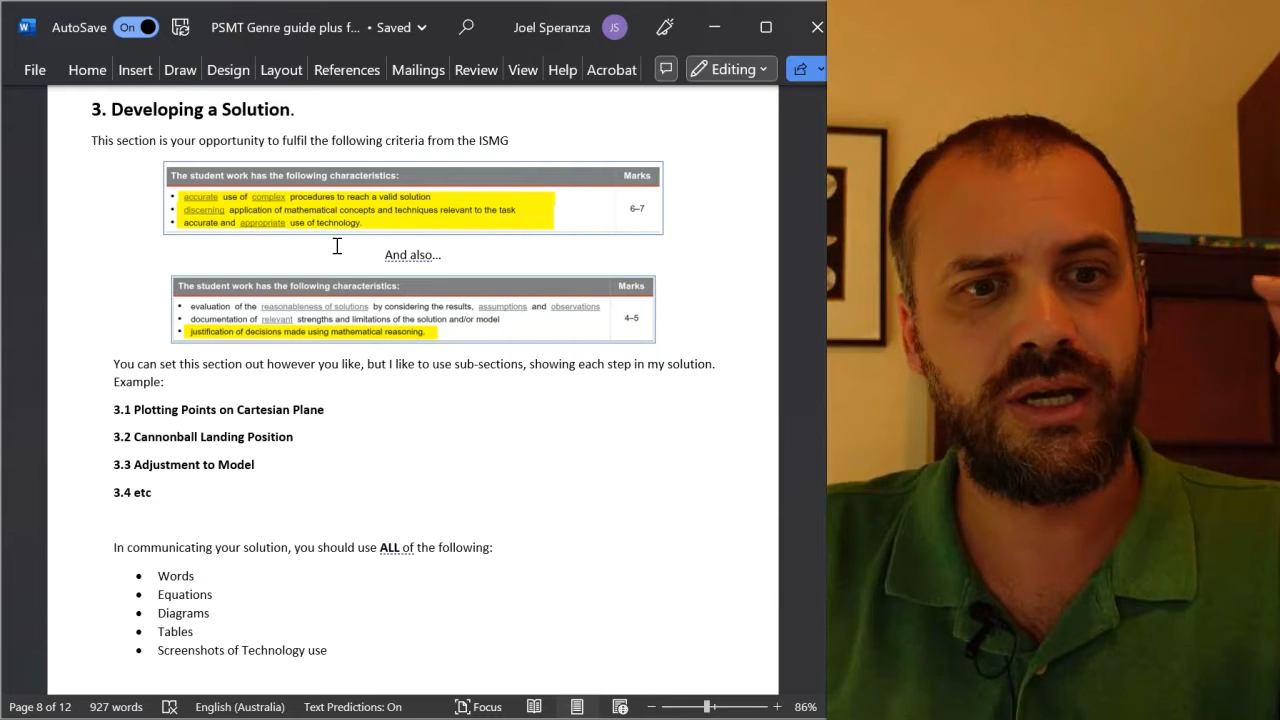 AutoSave On PSMT Genre guide plus f... • Saved Joel Speranza JS
File Home Insert Draw Design Layout References Mailings Review View Help Acrobat Editing
3. Developing a Solution.
This section is your opportunity to fulfil the following criteria from the ISMG
The student work has the following characteristics: Marks
• accurate use of complex procedures to reach a valid solution
• discerning application of mathematical concepts and techniques relevant to the task 6–7
• accurate and appropriate use of technology.
And also…
The student work has the following characteristics: Marks
• evaluation of the reasonableness of solutions by considering the results, assumptions and observations
• documentation of relevant strengths and limitations of the solution and/or model 4–5
• justification of decisions made using mathematical reasoning.
You can set this section out however you like, but I like to use sub-sections, showing each step in my solution.
Example:
3.1 Plotting Points on Cartesian Plane
3.2 Cannonball Landing Position
3.3 Adjustment to Model
3.4 etc
In communicating your solution, you should use ALL of the following:
• Words
• Equations
• Diagrams
• Tables
• Screenshots of Technology use
Page 8 of 12 927 words English (Australia) Text Predictions: On Focus 86%